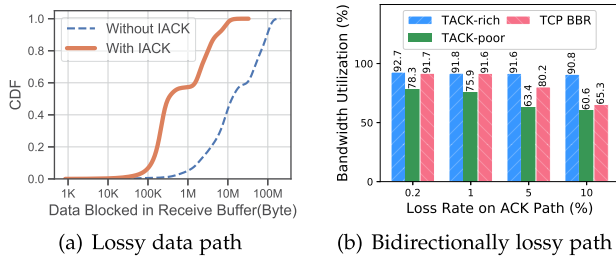 Without IACK
With IACK
CDF
1.0
0.8
0.6
0.4
0.2
0.0
1K 10K 100K 1M 10M 100M
Data Blocked in Receive Buffer(Byte)
(a) Lossy data path
TACK-rich TCP BBR
TACK-poor
Bandwidth Utilization (%)
100
50
0
92.7 78.3 91.7 91.8 75.9 91.6 91.6 63.4 80.2 90.8 60.6 65.3
0.2 1 5 10
Loss Rate on ACK Path (%)
(b) Bidirectionally lossy path